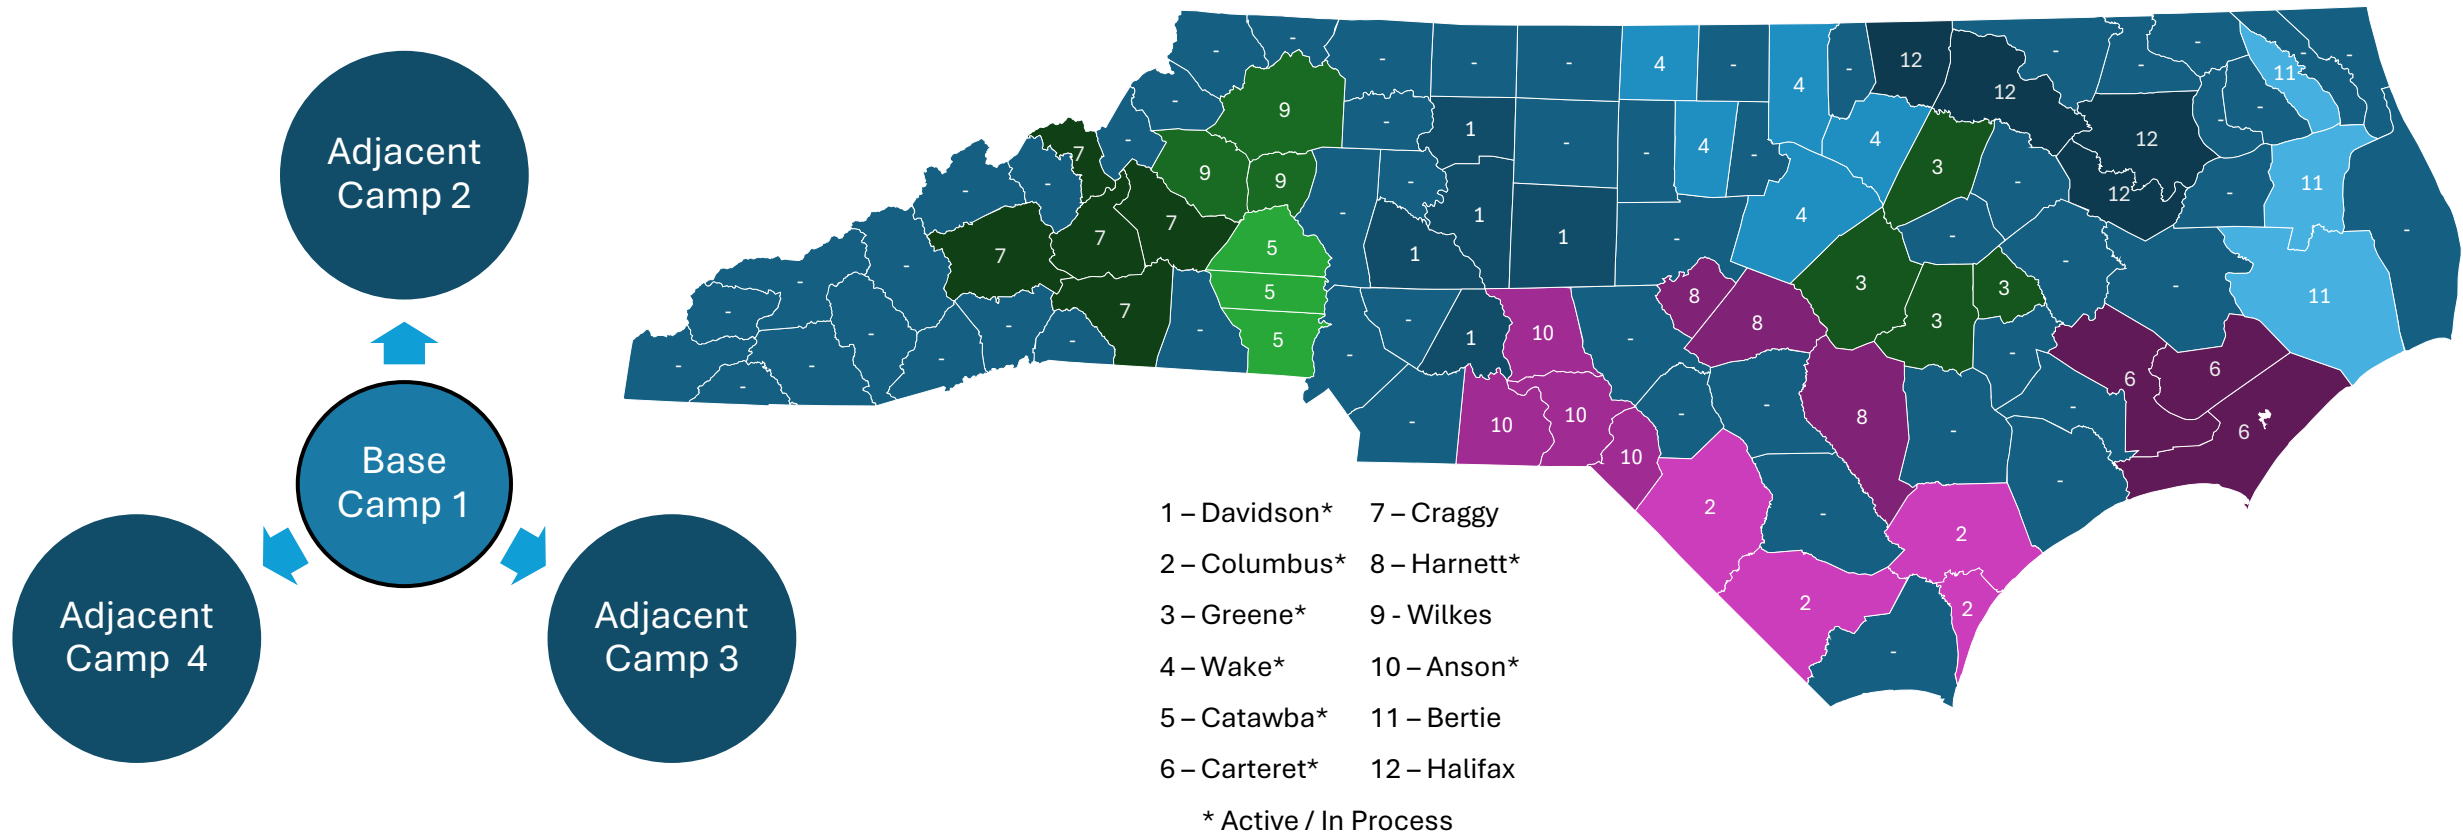 Adjacent
Camp 2
Base
Camp 1
Adjacent
Camp  4
Adjacent
Camp 3
- - - - - 4 - 4 - 12 - - - - -
- 9 - 1 - - 4 - 4 12 12 11 - -
7 - 9 9 - 1 - 4 3 - 12 - 11 -
- - 7 7 7 5 - 1 1 - 3 - - -
- - - 7 5 - 10 - 8 8 3 3 3 - 11
- - - - - - - 5 - 1 10 10 10 - - 8 - - - 6 6 6
- - - 2 - 2 - 2 2 -
1 – Davidson* 7 – Craggy
2 – Columbus* 8 – Harnett*
3 – Greene* 9 - Wilkes
4 – Wake* 10 – Anson*
5 – Catawba* 11 – Bertie
6 – Carteret* 12 – Halifax
* Active / In Process